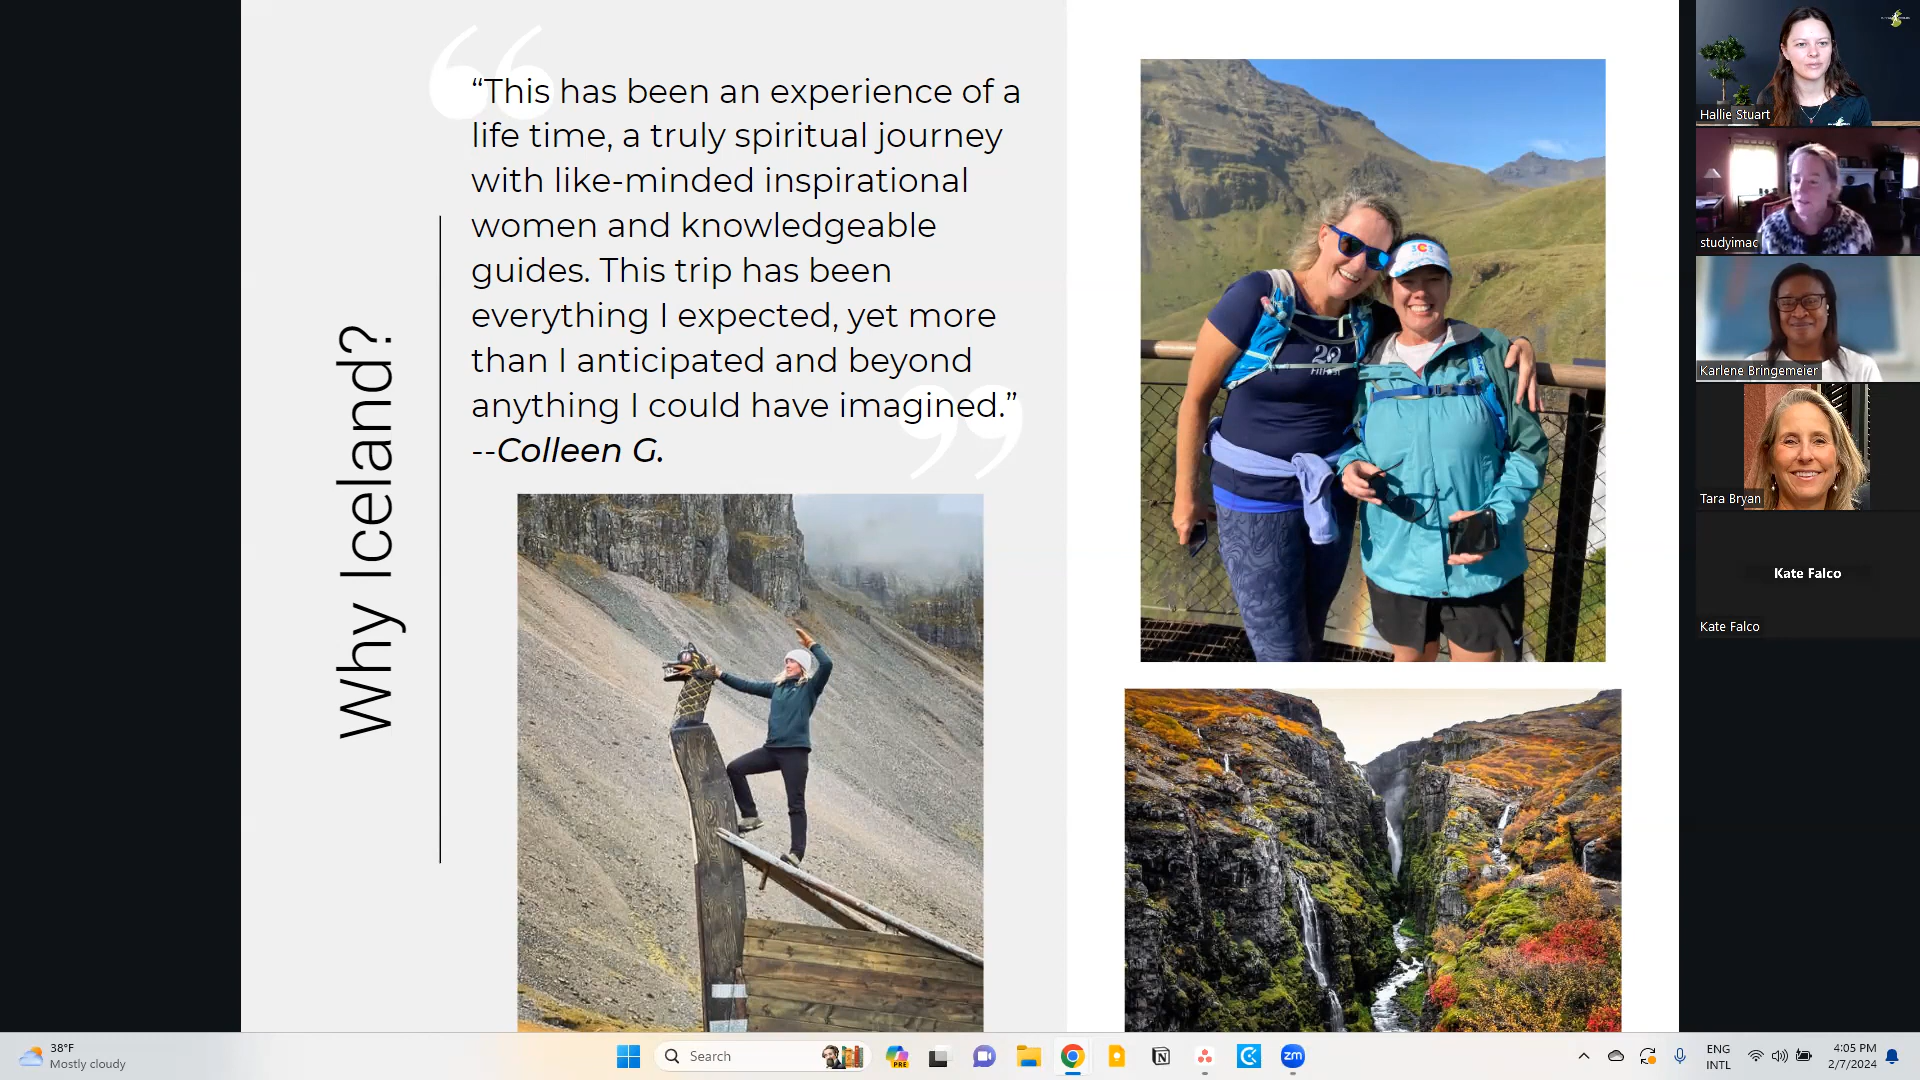 “This has been an experience of a
life time, a truly spiritual journey
with like-minded inspirational
women and knowledgeable
guides. This trip has been
everything I expected, yet more
than I anticipated and beyond
anything I could have imagined.”
--Colleen G.
Why Iceland?
Hallie Stuart
studyimac
Karlene Bringemeier
Tara Bryan
Kate Falco
Kate Falco
38°F
Mostly cloudy
Search
PRE
zm
ENG
INTL
4:05 PM
2/7/2024